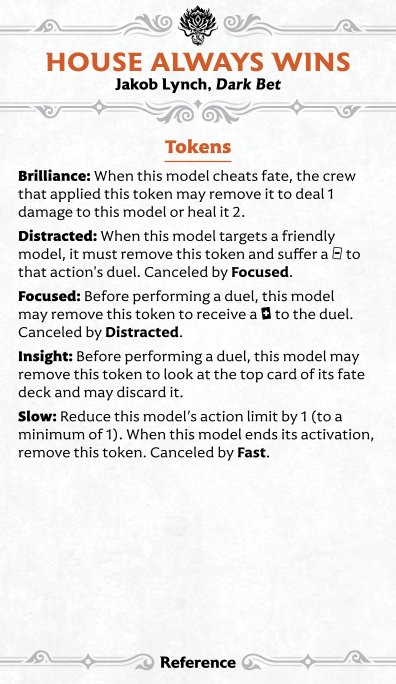 HOUSE ALWAYS WINS
Jakob Lynch, Dark Bet
Tokens
Brilliance: When this model cheats fate, the crew
that applied this token may remove it to deal 1
damage to this model or heal it 2.
Distracted: When this model targets a friendly
model, it must remove this token and suffer a to
that action's duel. Canceled by Focused.
Focused: Before performing a duel, this model
may remove this token to receive a to the duel.
Canceled by Distracted.
Insight: Before performing a duel, this model may
remove this token to look at the top card of its fate
deck and may discard it.
Slow: Reduce this model's action limit by 1 (to a
minimum of 1). When this model ends its activation,
remove this token. Canceled by Fast.
Reference